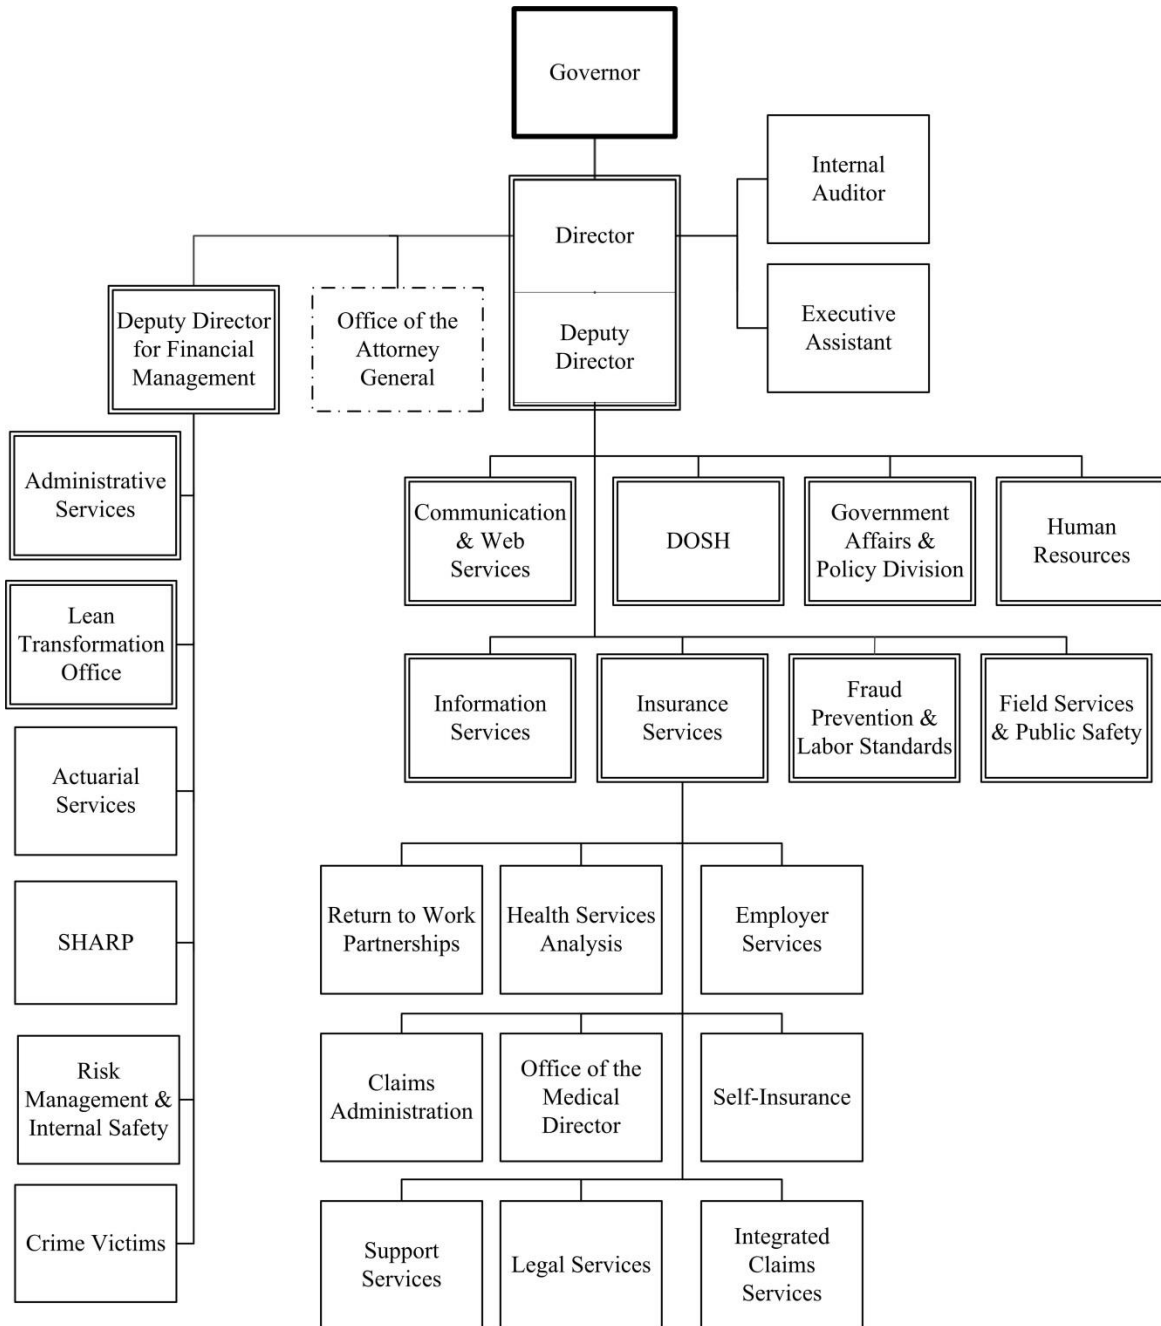 Governor
Internal
Auditor
Director
Executive
Assistant
Deputy Director
for Financial
Management
Office of the
Attorney
General
Deputy
Director
Administrative
Services
Communication
& Web
Services
DOSH
Government
Affairs &
Policy Division
Human
Resources
Lean
Transformation
Office
Information
Services
Insurance
Services
Fraud
Prevention &
Labor Standards
Field Services
& Public Safety
Actuarial
Services
SHARP
Return to Work
Partnerships
Health Services
Analysis
Employer
Services
Risk
Management &
Internal Safety
Claims
Administration
Office of the
Medical
Director
Self-Insurance
Crime Victims
Support
Services
Legal Services
Integrated
Claims
Services